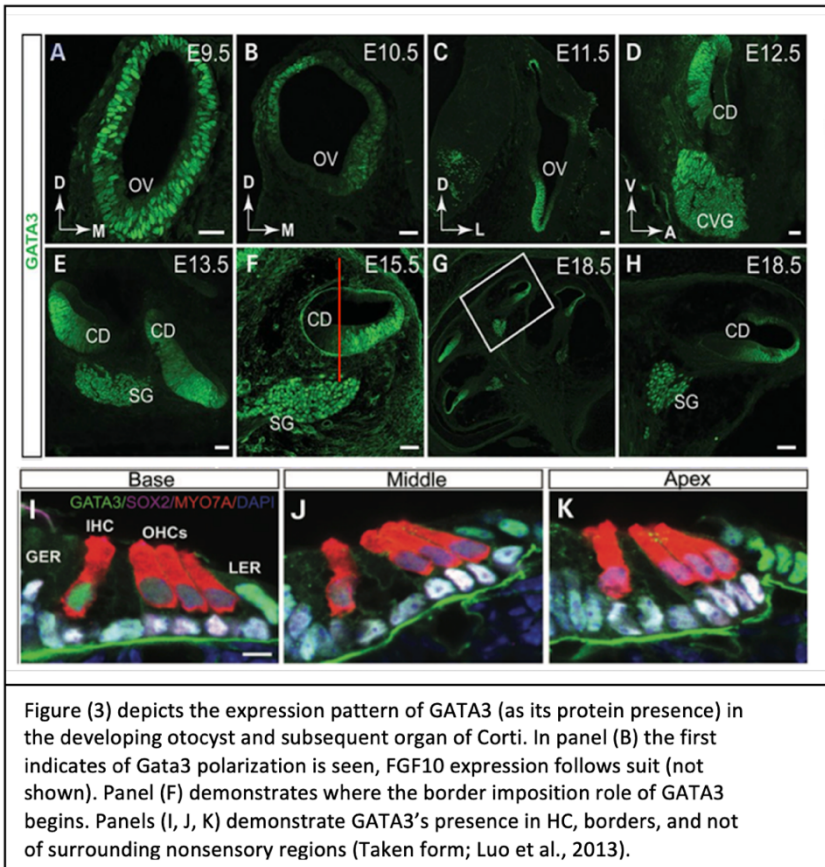 A E9.5 B E10.5 C E11.5 D E12.5
OV OV OV CD
D D D V CVG
M M L A
GATA3
E E13.5 F E15.5 G E18.5 H E18.5
CD CD CD CD
SG SG SG
Base Middle Apex
I GATA3/SOX2/MYO7A/DAPI J K
IHC OHCs
GER LER
Figure (3) depicts the expression pattern of GATA3 (as its protein presence) in
the developing otocyst and subsequent organ of Corti. In panel (B) the first
indicates of Gata3 polarization is seen, FGF10 expression follows suit (not
shown). Panel (F) demonstrates where the border imposition role of GATA3
begins. Panels (I, J, K) demonstrate GATA3's presence in HC, borders, and not
of surrounding nonsensory regions (Taken form; Luo et al., 2013).